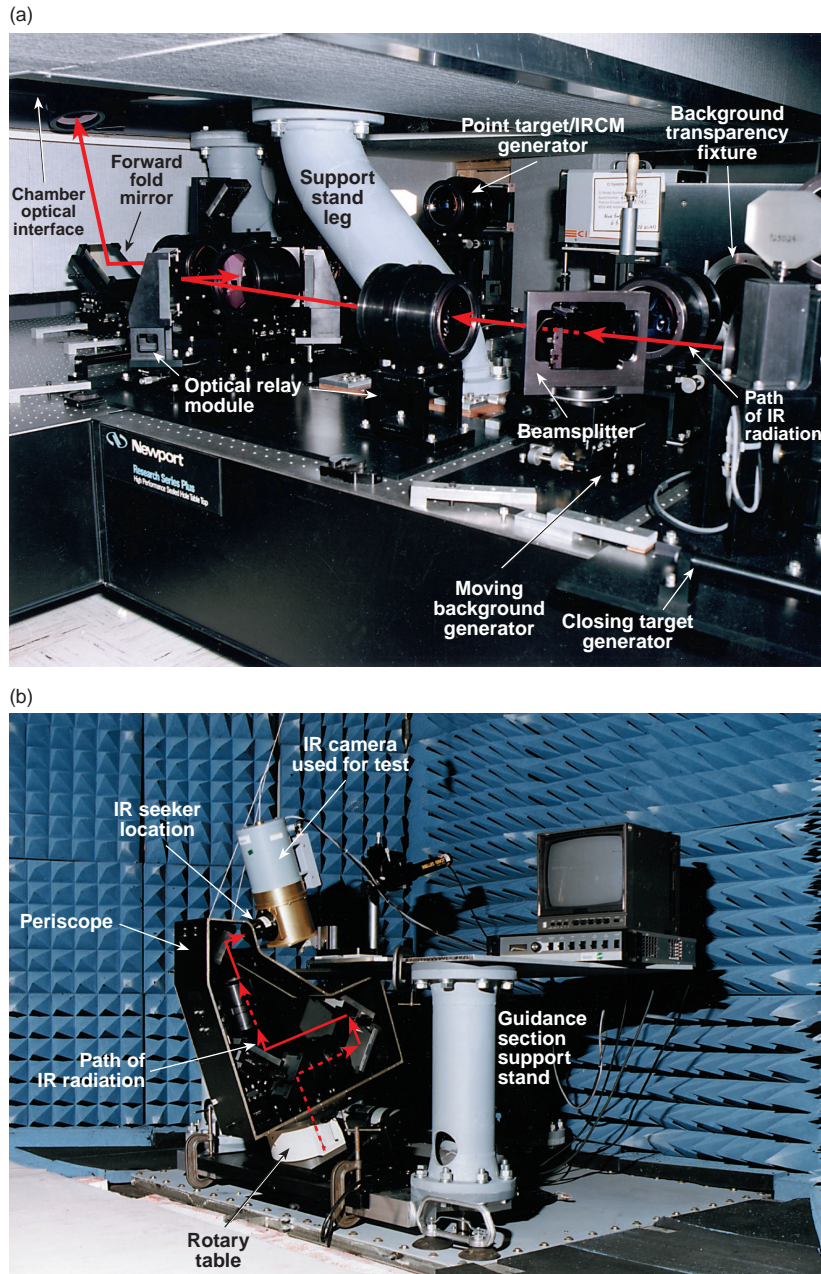 (a)
Point target/IRCM
generator
Background
transparency
fixture
Chamber
optical
interface
Forward
fold
mirror
Support
stand
leg
Optical relay
module
Beamsplitter
Path
of IR
radiation
Newport
Research Series Plus
High Performance Sealed Hole Table Top
Moving
background
generator
Closing target
generator
(b)
IR camera
used for test
IR seeker
location
Periscope
Path of
IR radiation
Guidance
section
support
stand
Rotary
table